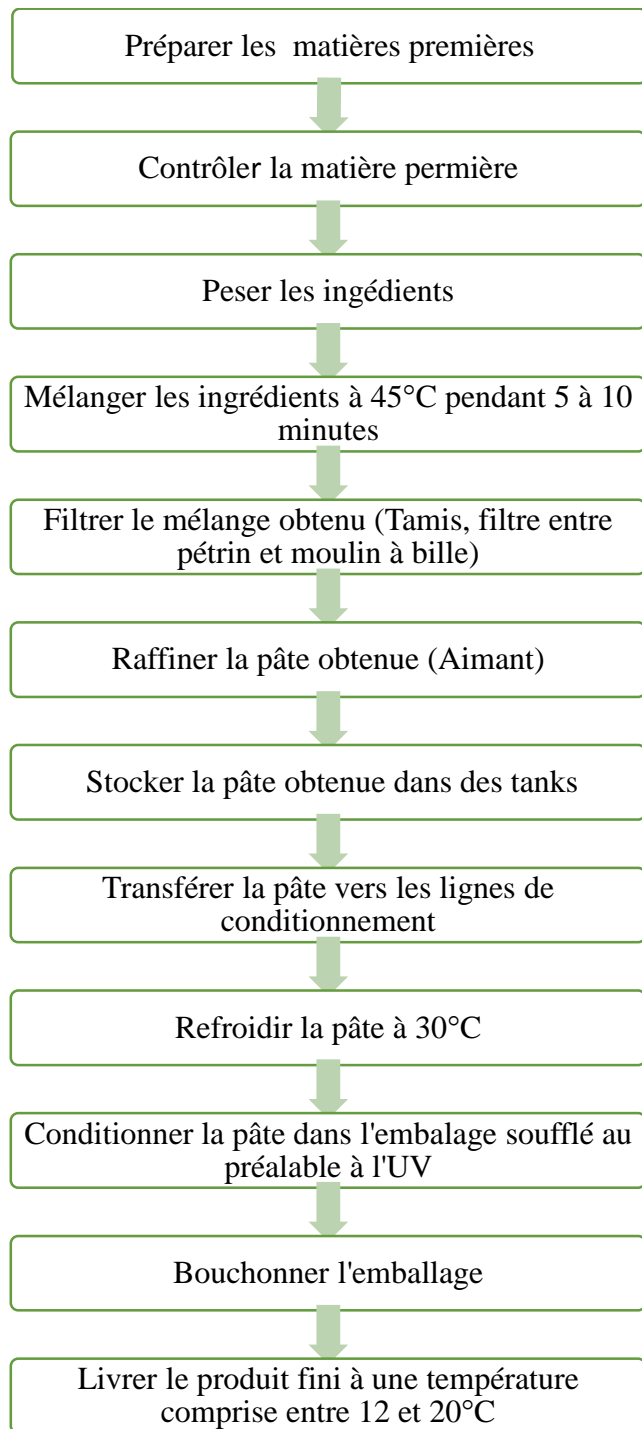 Préparer les  matières premières
Contrôler la matière permière
Peser les ingédients
Mélanger les ingrédients à 45°C pendant 5 à 10
minutes
Filtrer le mélange obtenu (Tamis, filtre entre
pétrin et moulin à bille)
Raffiner la pâte obtenue (Aimant)
Stocker la pâte obtenue dans des tanks
Transférer la pâte vers les lignes de
conditionnement
Refroidir la pâte à 30°C
Conditionner la pâte dans l'embalage soufflé au
préalable à l'UV
Bouchonner l'emballage
Livrer le produit fini à une température
comprise entre 12 et 20°C